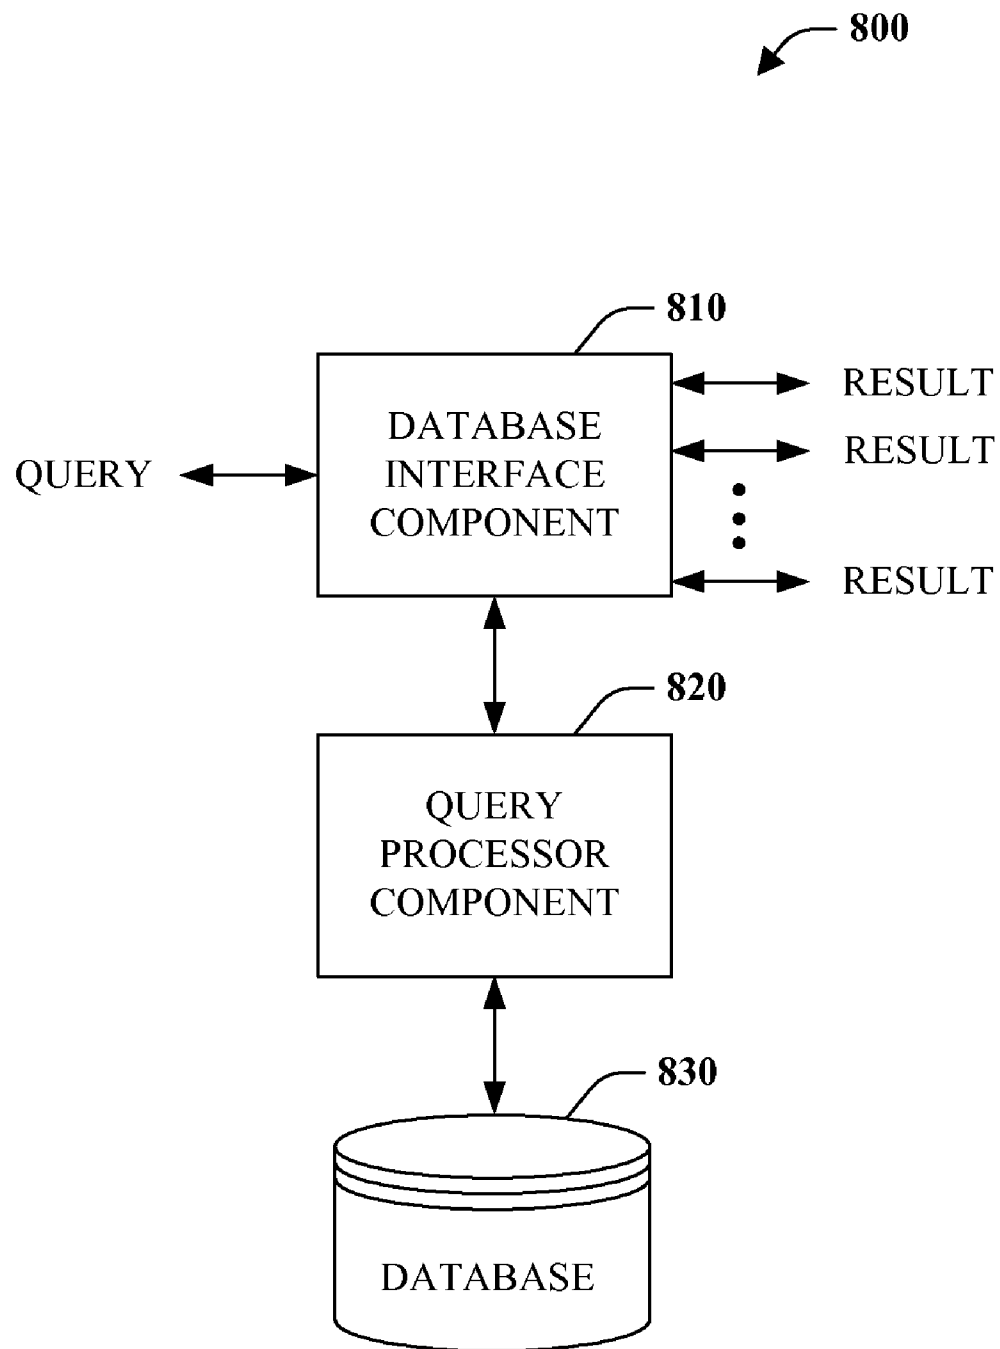 800
810
DATABASE
INTERFACE
COMPONENT
QUERY
RESULT
RESULT
RESULT
820
QUERY
PROCESSOR
COMPONENT
830
DATABASE